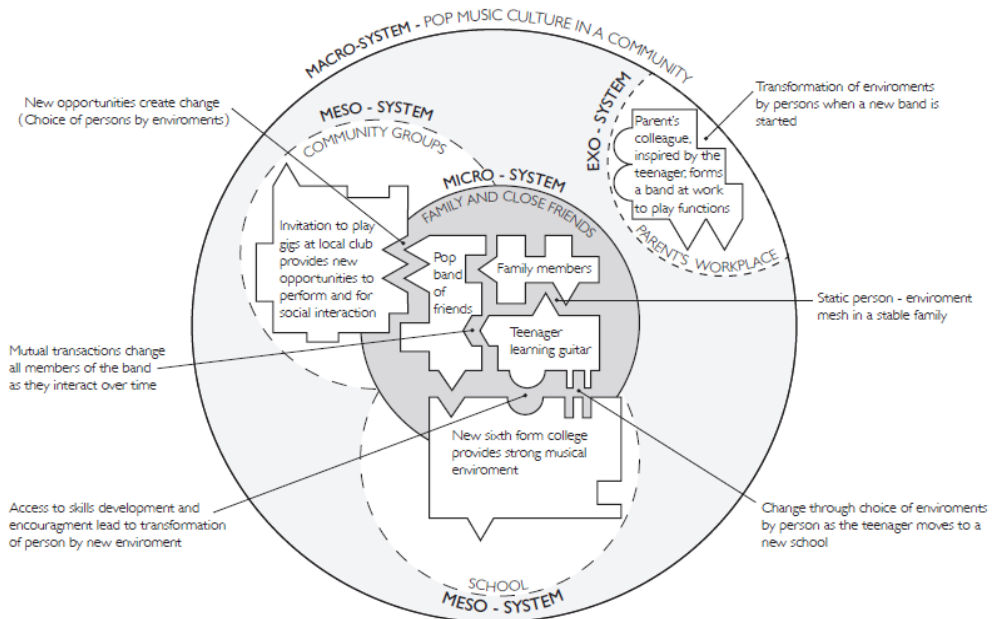 MACRO-SYSTEM - POP MUSIC CULTURE IN A COMMUNITY
New opportunities create change
(Choice of persons by enviroments)
MESO - SYSTEM
COMMUNITY GROUPS
EXO - SYSTEM
Parent's
colleague,
inspired by the
teenager, forms
a band at work
to play functions
PARENT'S WORKPLACE
Transformation of enviroments
by persons when a new band is
started
MICRO - SYSTEM
FAMILY AND CLOSE FRIENDS
Invitation to play
gigs at local club
provides new
opportunities to
perform and for
social interaction
Pop
band
of
friends
Family members
Teenager
learning guitar
Static person - enviroment
mesh in a stable family
Mutual transactions change
all members of the band
as they interact over time
New sixth form college
provides strong musical
enviroment
Access to skills development and
encouragment lead to transformation
of person by new enviroment
Change through choice of enviroments
by person as the teenager moves to a
new school
SCHOOL
MESO - SYSTEM